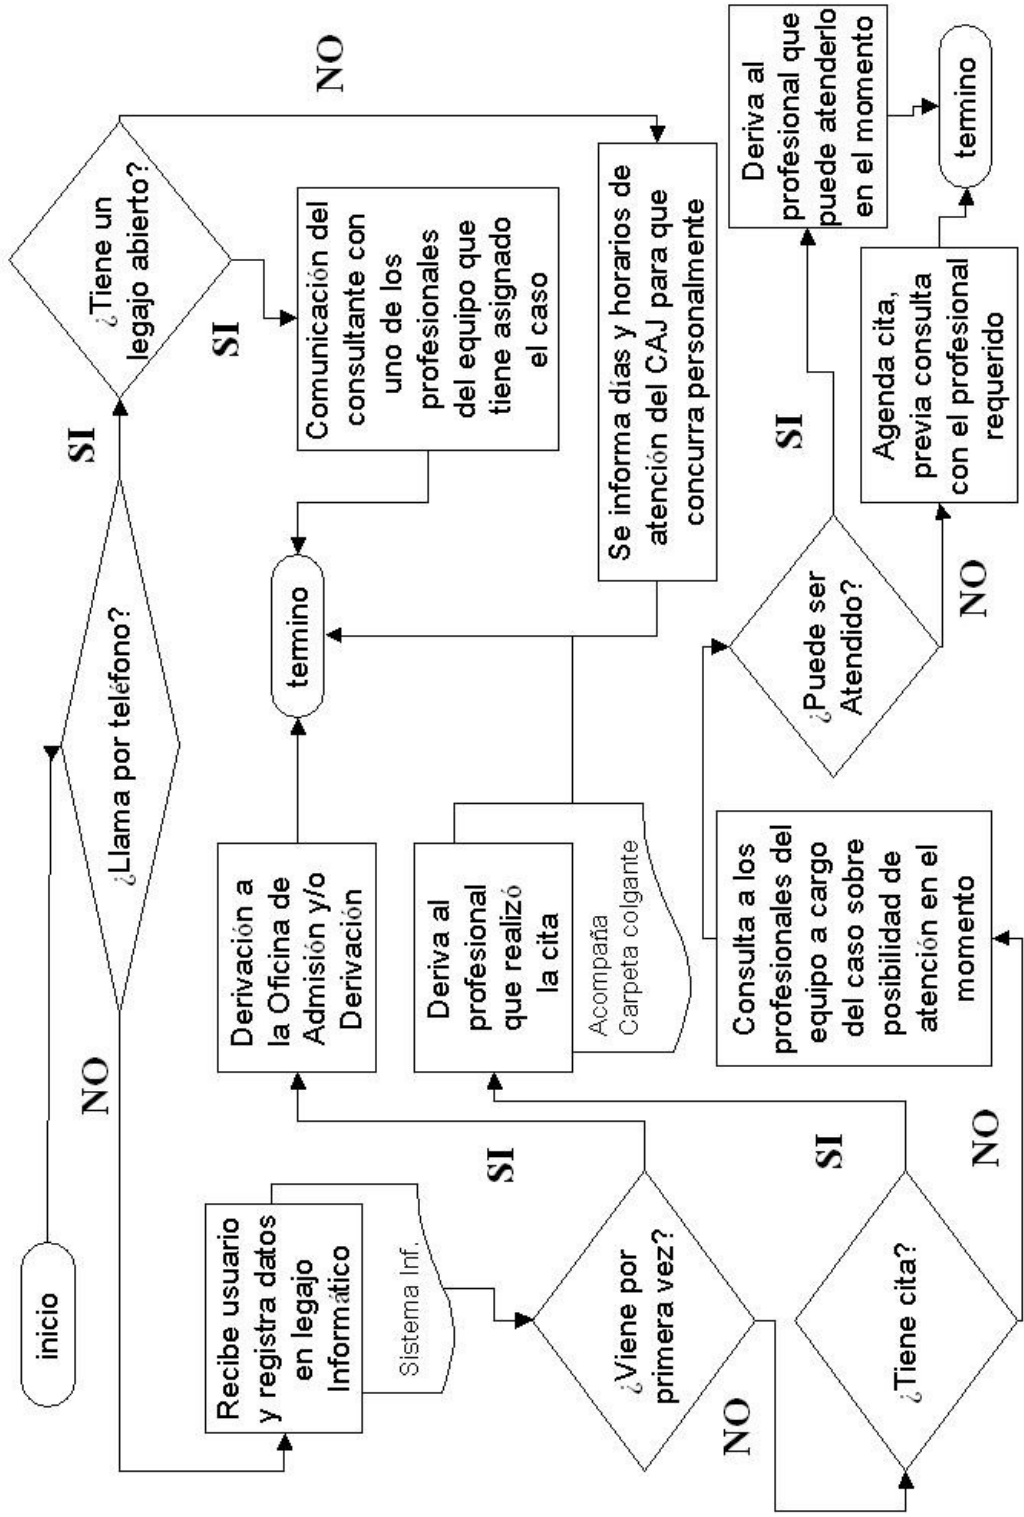 inicio
¿Llama por teléfono?
NO
SI
¿Tiene un
legajo abierto?
SI
NO
Recibe usuario
y registra datos
en legajo
Informático
Sistema Inf.
Derivación a
la Oficina de
Admisión y/o
Derivación
termino
Comunicación del
consultante con
uno de los
profesionales
del equipo que
tiene asignado
el caso
¿Viene por
primera vez?
SI
NO
Deriva al
profesional
que realizó
la cita
Acompaña
Carpeta colgante
Se informa días y horarios de
atención del CAJ para que
concurra personalmente
¿Tiene cita?
SI
NO
Consulta a los
profesionales del
equipo a cargo
del caso sobre
posibilidad de
atención en el
momento
¿Puede ser
Atendido?
SI
NO
Deriva al
profesional que
puede atenderlo
en el momento
Agenda cita,
previa consulta
con el profesional
requerido
termino